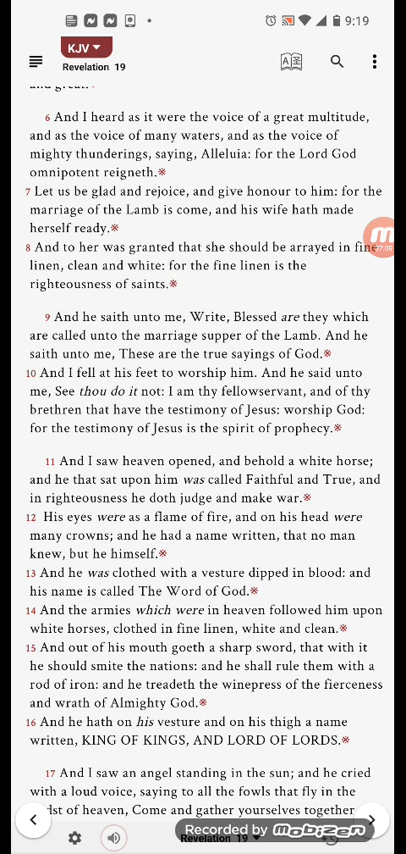 9:19
KJV
Revelation 19
and great.
6 And I heard as it were the voice of a great multitude,
and as the voice of many waters, and as the voice of
mighty thunderings, saying, Alleluia: for the Lord God
omnipotent reigneth.※
7 Let us be glad and rejoice, and give honour to him: for the
marriage of the Lamb is come, and his wife hath made
herself ready.※
8 And to her was granted that she should be arrayed in fine
linen, clean and white: for the fine linen is the
righteousness of saints.※
9 And he saith unto me, Write, Blessed are they which
are called unto the marriage supper of the Lamb. And he
saith unto me, These are the true sayings of God.※
10 And I fell at his feet to worship him. And he said unto
me, See thou do it not: I am thy fellowservant, and of thy
brethren that have the testimony of Jesus: worship God:
for the testimony of Jesus is the spirit of prophecy.※
11 And I saw heaven opened, and behold a white horse;
and he that sat upon him was called Faithful and True, and
in righteousness he doth judge and make war.※
12 His eyes were as a flame of fire, and on his head were
many crowns; and he had a name written, that no man
knew, but he himself.※
13 And he was clothed with a vesture dipped in blood: and
his name is called The Word of God.※
14 And the armies which were in heaven followed him upon
white horses, clothed in fine linen, white and clean.※
15 And out of his mouth goeth a sharp sword, that with it
he should smite the nations: and he shall rule them with a
rod of iron: and he treadeth the winepress of the fierceness
and wrath of Almighty God.※
16 And he hath on his vesture and on his thigh a name
written, KING OF KINGS, AND LORD OF LORDS.※
17 And I saw an angel standing in the sun; and he cried
with a loud voice, saying to all the fowls that fly in the
midst of heaven, Come and gather yourselves together
Revelation 19
Recorded by Mobizen